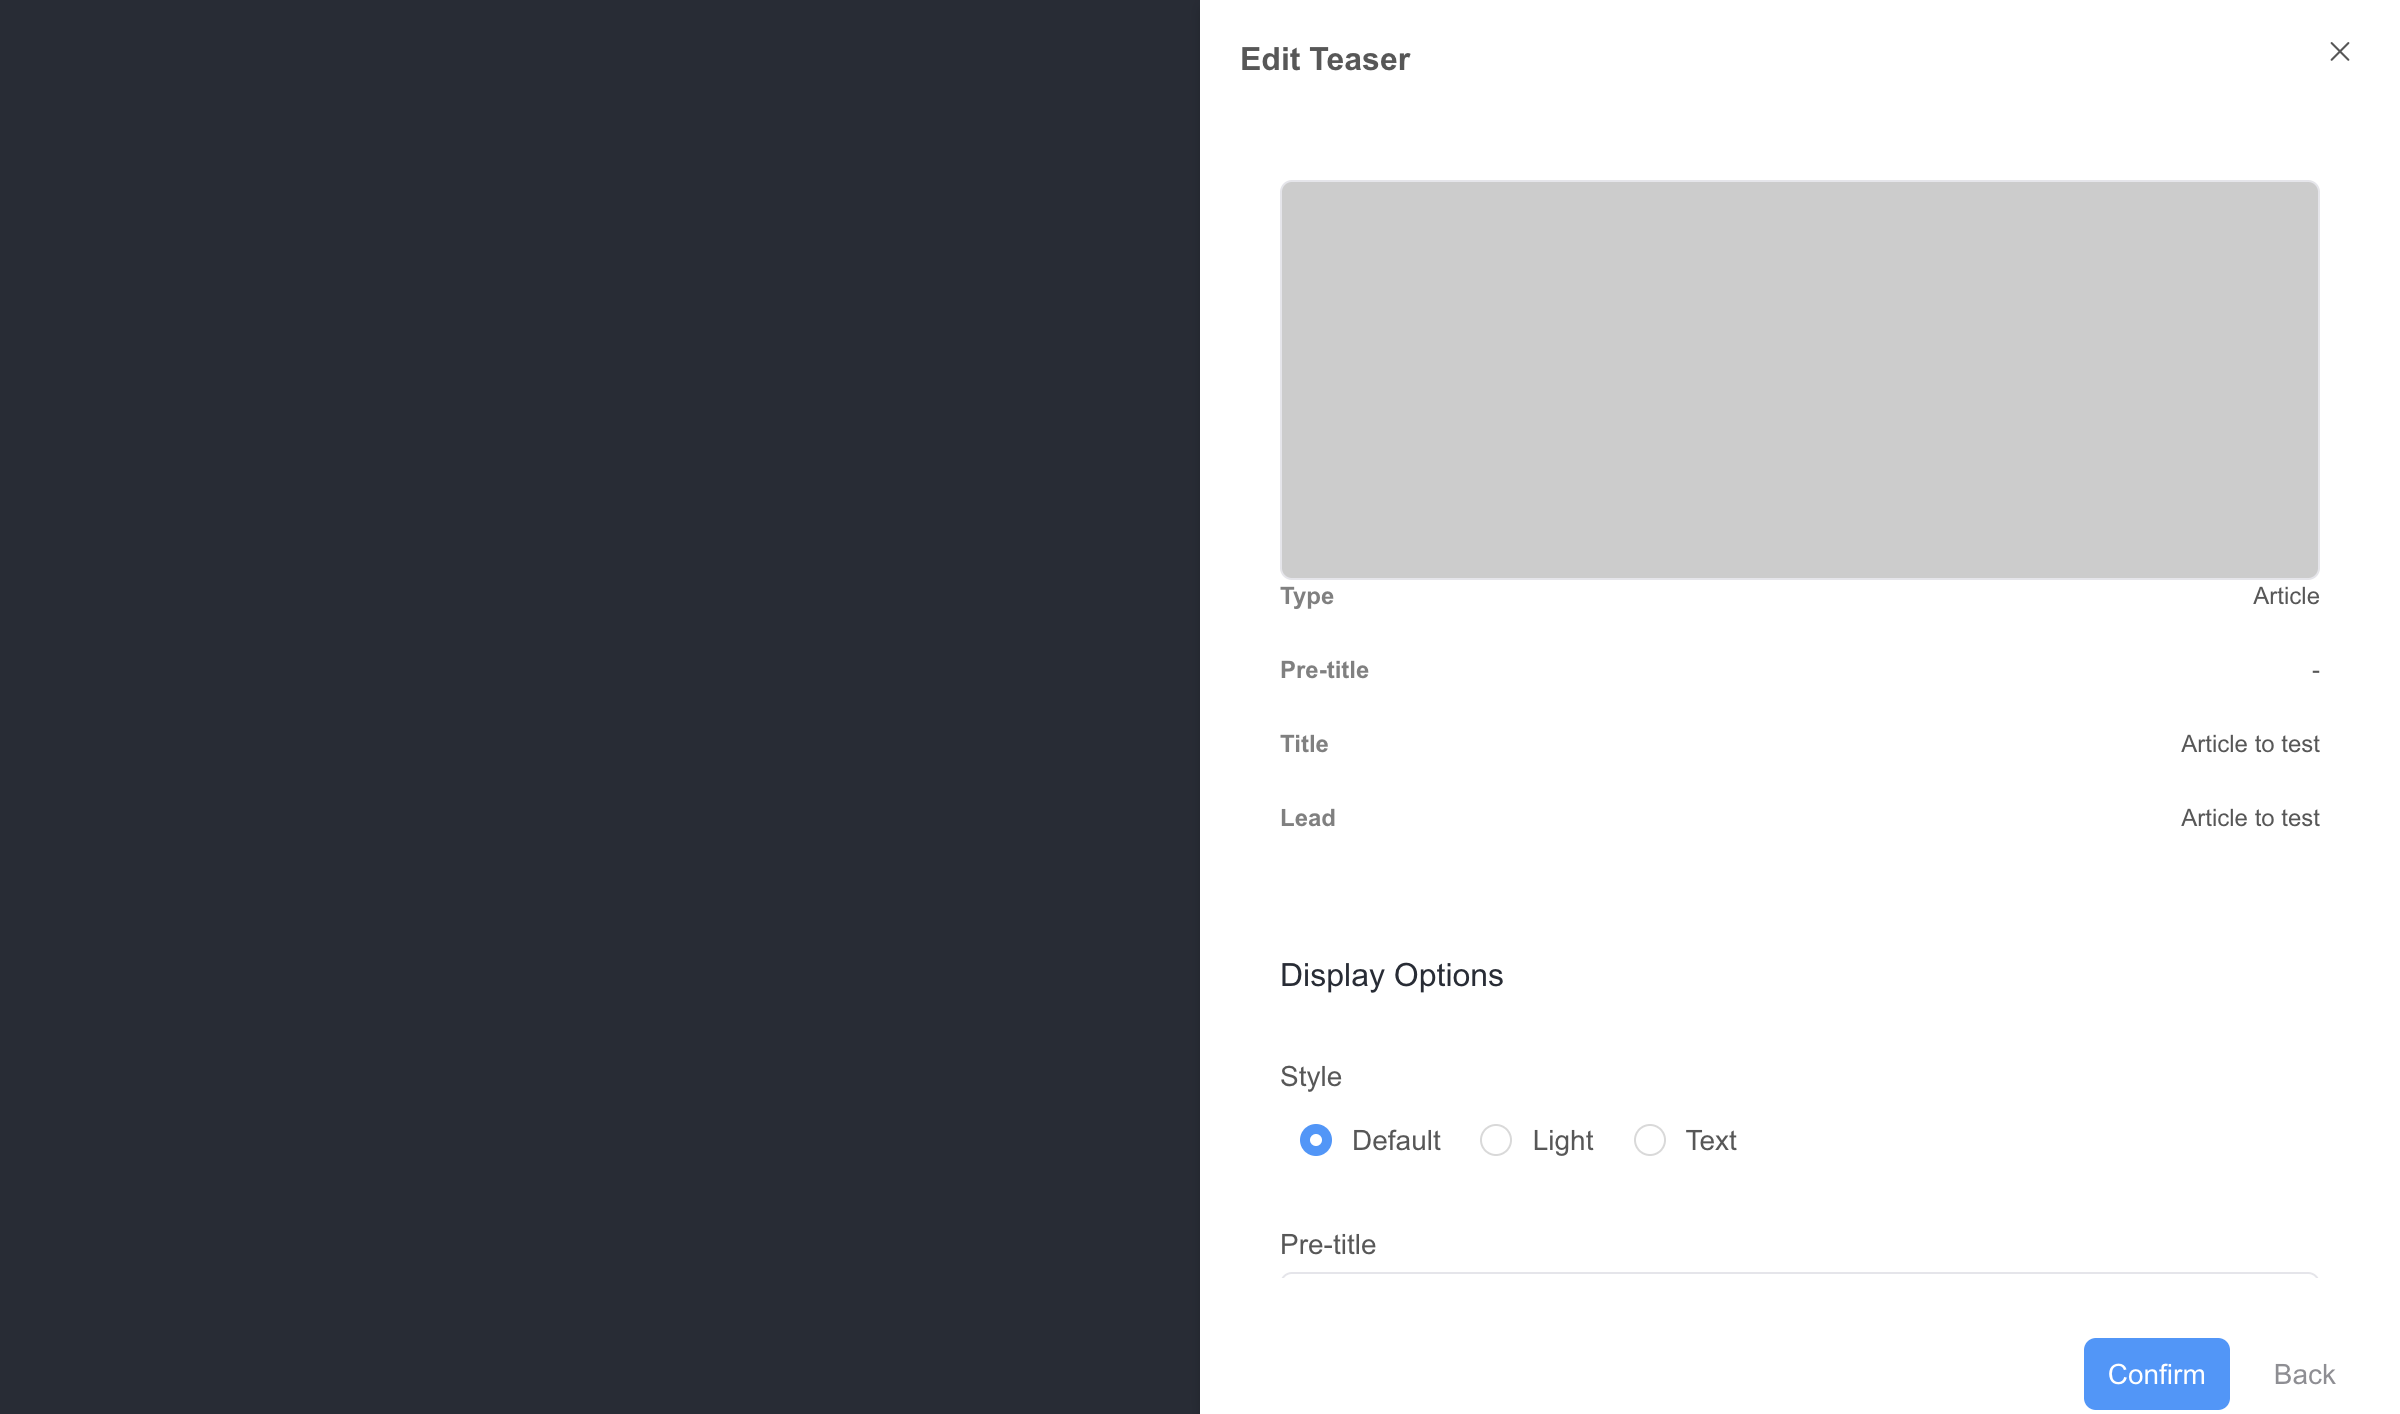 Edit Teaser
Type Article
Pre-title -
Title Article to test
Lead Article to test
Display Options
Style
Default Light Text
Pre-title
Confirm Back